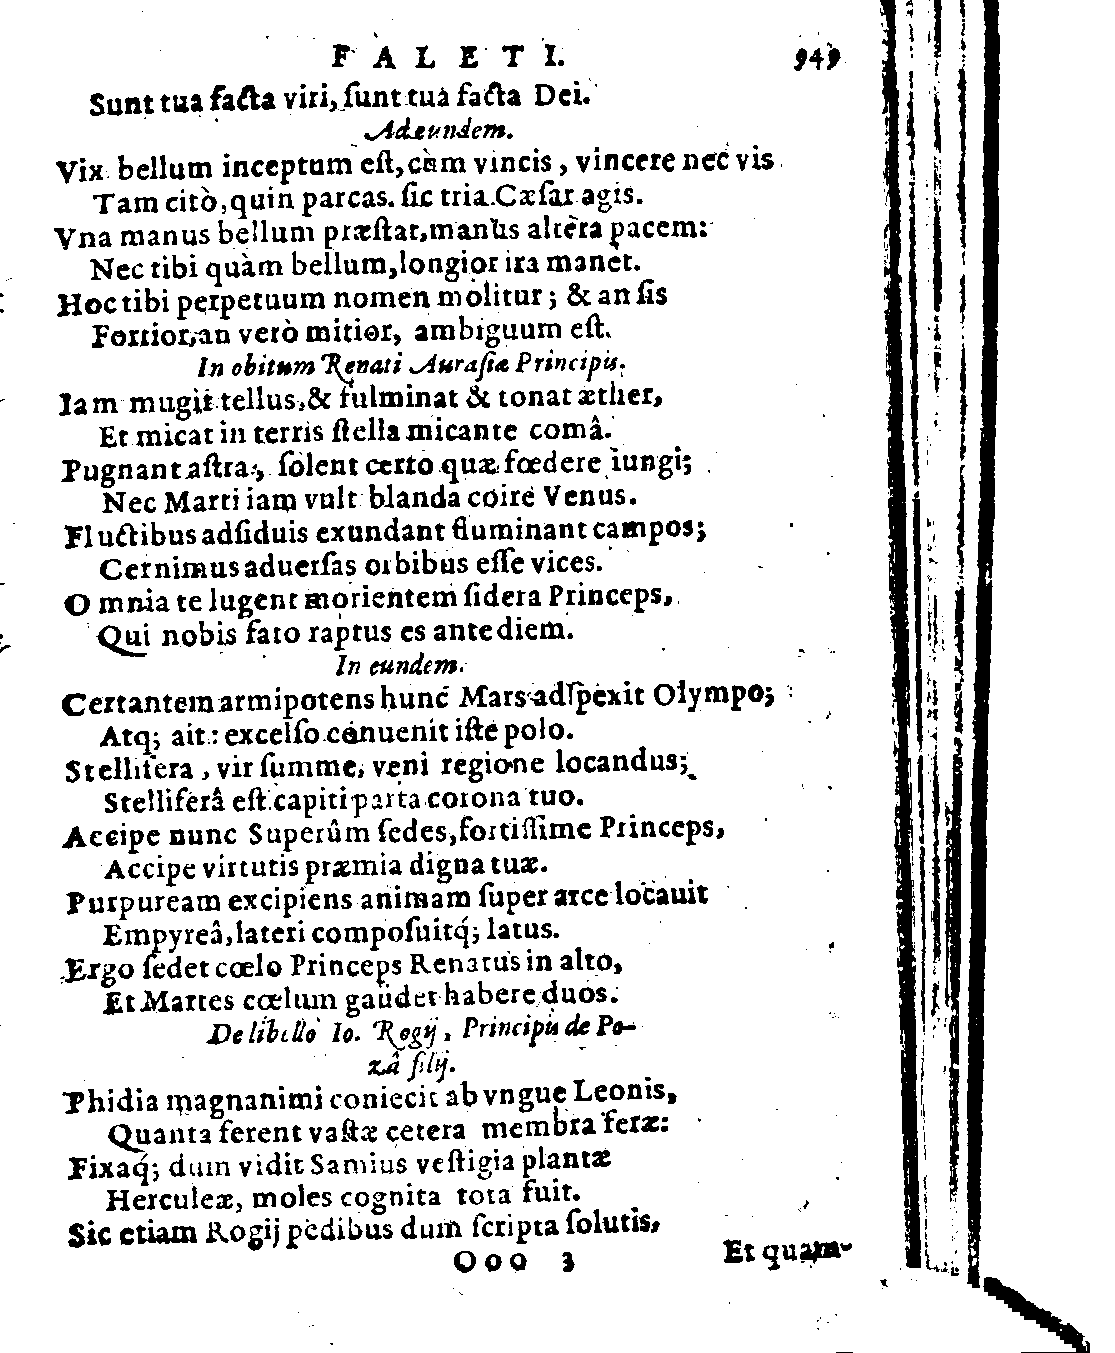 FALETI. 949
Sunt tua facta viri, ſunt tua facta Dei.
Ad eundem.
Vix bellum inceptum eſt, cùm vincis, vincere nec vis
Tam citò, quin parcas. ſic tria Cæſar agis.
Vna manus bellum præſtat, manus altera pacem:
Nec tibi quàm bellum, longior ira manet.
Hoc tibi perpetuum nomen molitur; & an ſis
Fortior, an verò mitior, ambiguum eſt.
In obitum Renati Auraſiæ Principis.
Iam mugit tellus, & fulminat & tonat æther,
Et micat in terris ſtella micante comâ.
Pugnant aſtra, ſolent certo quæ fœdere iungi;
Nec Marti iam vult blanda coire Venus.
Fluctibus adſiduis exundant fluminant campos;
Cernimus aduerſas orbibus eſſe vices.
Omnia te lugent morientem ſidera Princeps,
Qui nobis fato raptus es ante diem.
In eundem.
Certantem armipotens hunc Mars adſpexit Olympo;
Atq; ait: excelſo conuenit iſte polo.
Stellifera, vir ſumme, veni regione locandus;
Stelliferâ eſt capiti parta corona tuo.
Accipe nunc Superûm ſedes, fortiſſime Princeps,
Accipe virtutis præmia digna tuæ.
Purpuream excipiens animam ſuper arce locauit
Empyreâ, lateri compoſuitq́; latus.
Ergo ſedet cœlo Princeps Renatus in alto,
Et Martes cœlum gaudet habere duos.
De libello Io. Rogij, Principis de Po-
zâ filij.
Phidia magnanimi coniecit ab vngue Leonis,
Quanta ferent vaſtæ cetera membra feræ:
Fixaq́; dum vidit Samius veſtigia plantæ
Herculeæ, moles cognita tota fuit.
Sic etiam Rogij pedibus dum ſcripta ſolutis,
Ooo 3 Et quam-